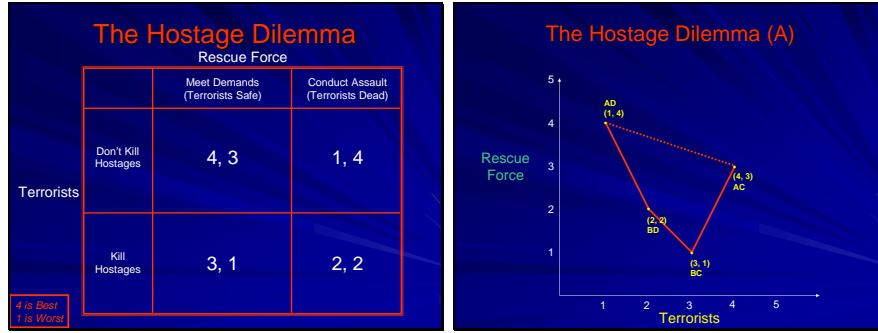 The Hostage Dilemma
Rescue Force
Meet Demands
(Terrorists Safe)
Conduct Assault
(Terrorists Dead)
Terrorists
Don't Kill
Hostages
4, 3
1, 4
Kill
Hostages
3, 1
2, 2
4 is Best
1 is Worst
The Hostage Dilemma (A)
Rescue
Force
5
4
3
2
1
AD
(1, 4)
(4, 3)
AC
(2, 2)
BD
(3, 1)
BC
1
2
3
4
5
Terrorists